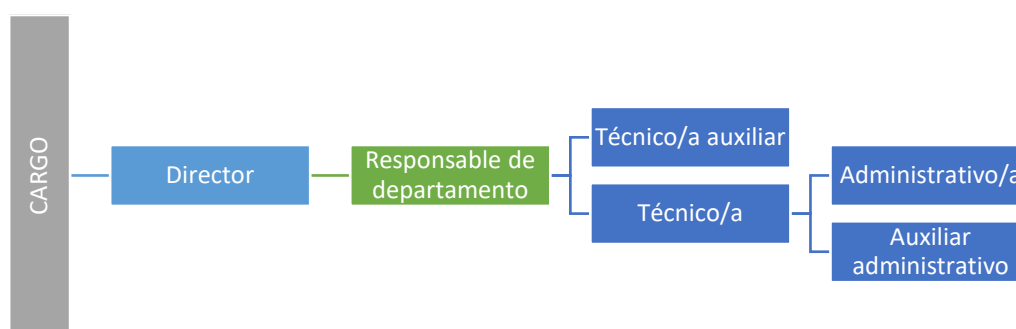 CARGO
Director
Responsable de
departamento
Técnico/a auxiliar
Técnico/a
Administrativo/a
Auxiliar
administrativo